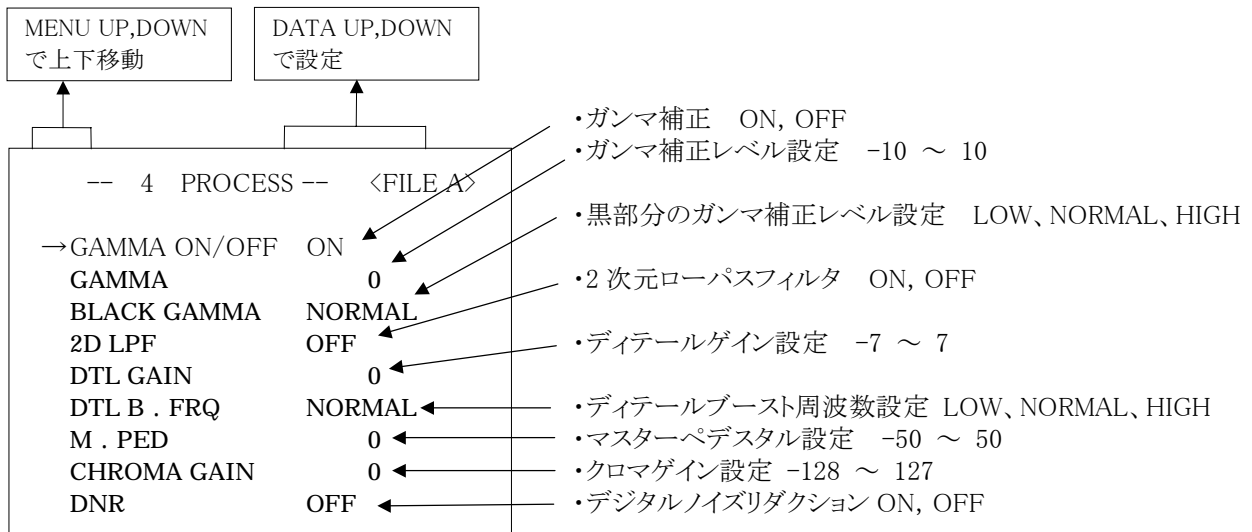 MENU UP,DOWN
で上下移動
DATA UP,DOWN
で設定
-- 4 PROCESS -- <FILE A>
→GAMMA ON/OFF ON
GAMMA 0
BLACK GAMMA NORMAL
2D LPF OFF
DTL GAIN 0
DTL B . FRQ NORMAL
M . PED 0
CHROMA GAIN 0
DNR OFF
・ガンマ補正 ON, OFF
・ガンマ補正レベル設定 -10 ～ 10
・黒部分のガンマ補正レベル設定 LOW、NORMAL、HIGH
・2 次元ローパスフィルタ ON, OFF
・ディテールゲイン設定 -7 ～ 7
・ディテールブースト周波数設定 LOW、NORMAL、HIGH
・マスターペデスタル設定 -50 ～ 50
・クロマゲイン設定 -128 ～ 127
・デジタルノイズリダクション ON, OFF